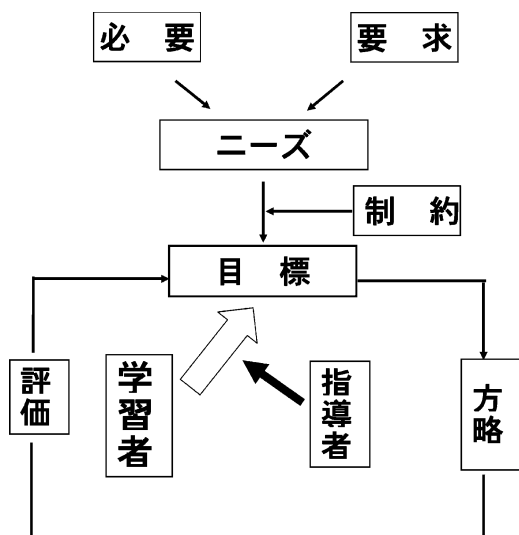 必　要
要　求
ニーズ
制　約
目　標
評価
学習者
指導者
方略